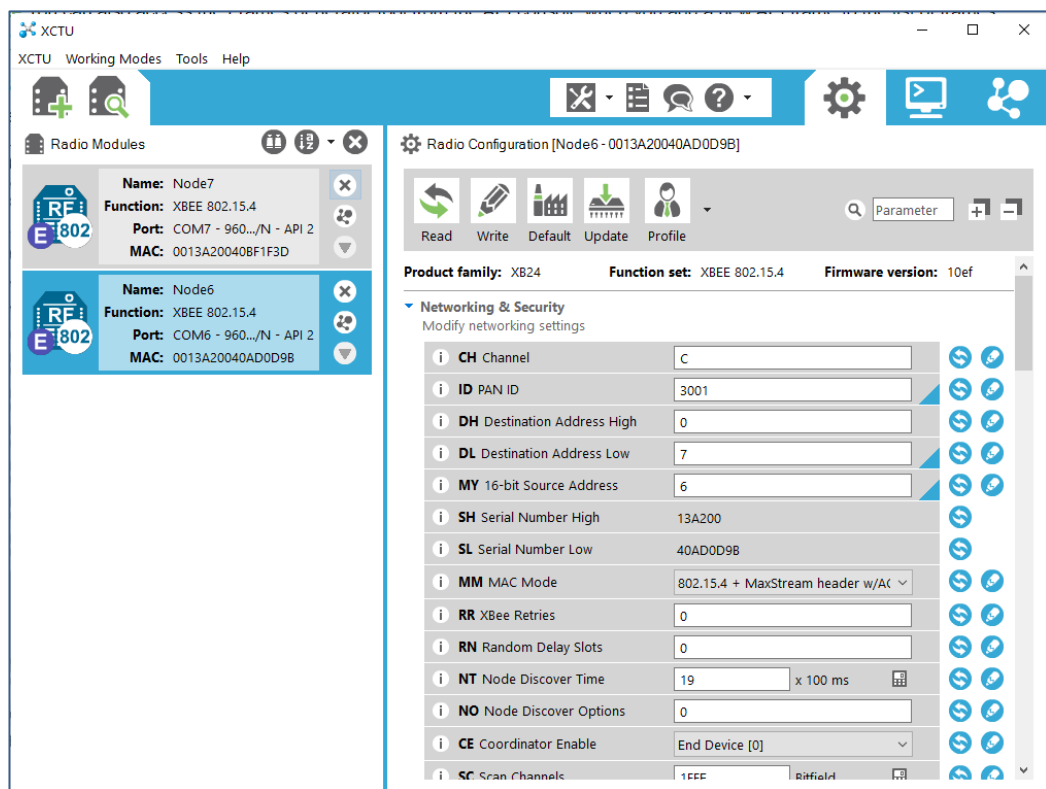 XCTU
XCTU Working Modes Tools Help
Radio Modules
Name: Node7
Function: XBEE 802.15.4
Port: COM7 - 960.../N - API 2
MAC: 0013A20040BF1F3D
RF
E 802
Name: Node6
Function: XBEE 802.15.4
Port: COM6 - 960.../N - API 2
MAC: 0013A20040AD0D9B
RF
E 802
Radio Configuration [Node6 - 0013A20040AD0D9B]
Read Write Default Update Profile
Parameter
Product family: XB24 Function set: XBEE 802.15.4 Firmware version: 10ef
Networking & Security
Modify networking settings
i CH Channel C
i ID PAN ID 3001
i DH Destination Address High 0
i DL Destination Address Low 7
i MY 16-bit Source Address 6
i SH Serial Number High 13A200
i SL Serial Number Low 40AD0D9B
i MM MAC Mode 802.15.4 + MaxStream header w/AC
i RR XBee Retries 0
i RN Random Delay Slots 0
i NT Node Discover Time 19 x 100 ms
i NO Node Discover Options 0
i CE Coordinator Enable End Device [0]
i SC Scan Channels 1FFE Bitfield